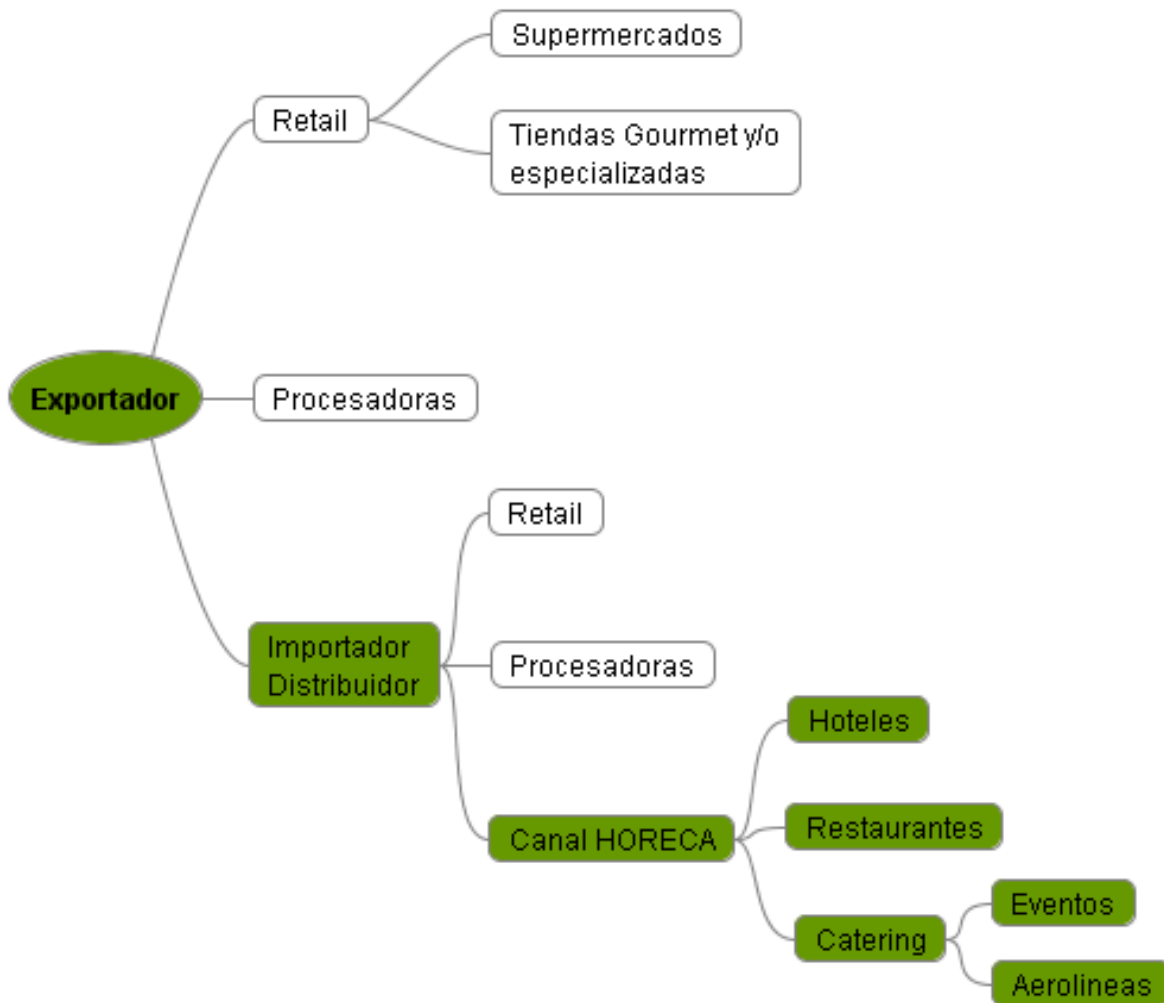 Supermercados
Retail
Tiendas Gourmet y/o
especializadas
Exportador
Procesadoras
Retail
Importador
Distribuidor
Procesadoras
Hoteles
Canal HORECA
Restaurantes
Catering
Eventos
Aerolineas